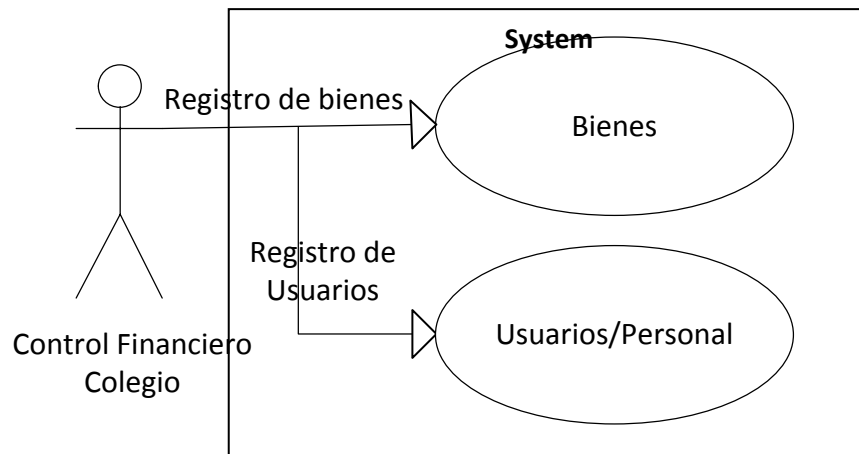 System
Registro de bienes
Bienes
Registro de
Usuarios
Usuarios/Personal
Control Financiero
Colegio